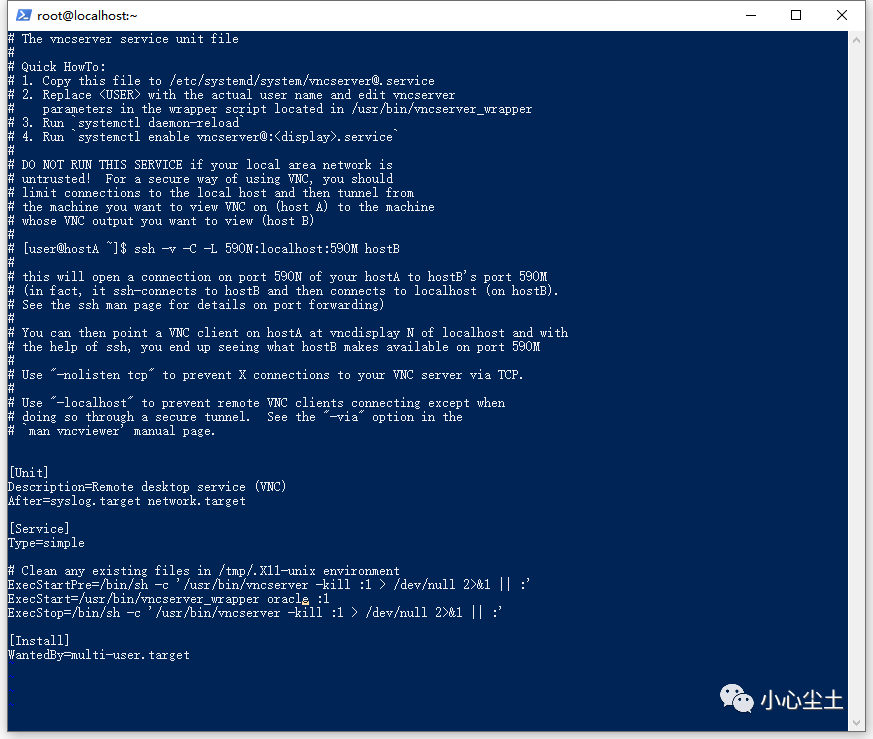 root@localhost:~
# The vncserver service unit file
#
# Quick HowTo:
# 1. Copy this file to /etc/systemd/system/vncserver@.service
# 2. Replace <USER> with the actual user name and edit vncserver
#    parameters in the wrapper script located in /usr/bin/vncserver_wrapper
# 3. Run `systemctl daemon-reload`
# 4. Run `systemctl enable vncserver@:<display>.service`
#
# DO NOT RUN THIS SERVICE if your local area network is
# untrusted!  For a secure way of using VNC, you should
# limit connections to the local host and then tunnel from
# the machine you want to view VNC on (host A) to the machine
# whose VNC output you want to view (host B)
#
# [user@hostA ~]$ ssh -v -C -L 590N:localhost:590M hostB
#
# this will open a connection on port 590N of your hostA to hostB's port 590M
# (in fact, it ssh-connects to hostB and then connects to localhost (on hostB).
# See the ssh man page for details on port forwarding)
#
# You can then point a VNC client on hostA at vncdisplay N of localhost and with
# the help of ssh, you end up seeing what hostB makes available on port 590M
#
# Use "-nolisten tcp" to prevent X connections to your VNC server via TCP.
#
# Use "-localhost" to prevent remote VNC clients connecting except when
# doing so through a secure tunnel.  See the "-via" option in the
# `man vncviewer' manual page.
[Unit]
Description=Remote desktop service (VNC)
After=syslog.target network.target
[Service]
Type=simple
# Clean any existing files in /tmp/.X11-unix environment
ExecStartPre=/bin/sh -c '/usr/bin/vncserver -kill :1 > /dev/null 2>&1 || :'
ExecStart=/usr/bin/vncserver_wrapper oracle :1
ExecStop=/bin/sh -c '/usr/bin/vncserver -kill :1 > /dev/null 2>&1 || :'
[Install]
WantedBy=multi-user.target
小心尘土